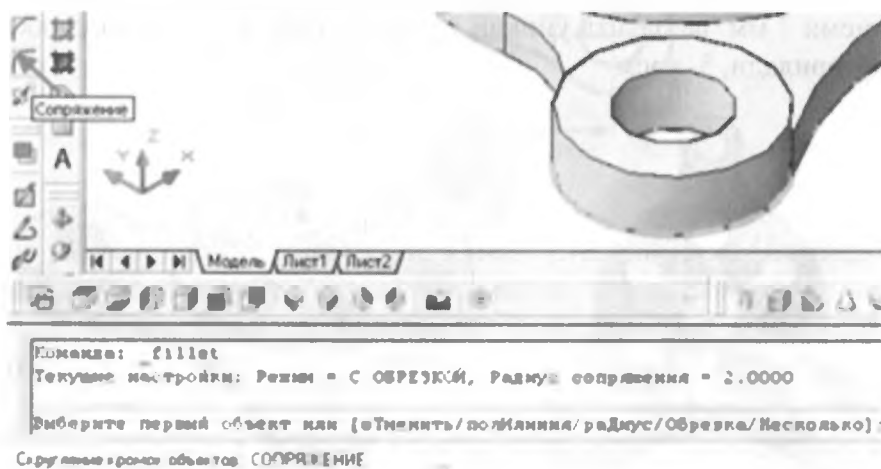 Сопряжение
A
Z
Y X
Модель Лист1 Лист2
Команда: _fillet
Текущие настройки: Режим = С ОБРЕЗКОЙ, Радиус сопряжения = 2.0000
Выберите первый объект или [оТменить/полИлиния/раДиус/ОБрезка/Несколько]:
Скругление кромок объектов СОПРЯЖЕНИЕ